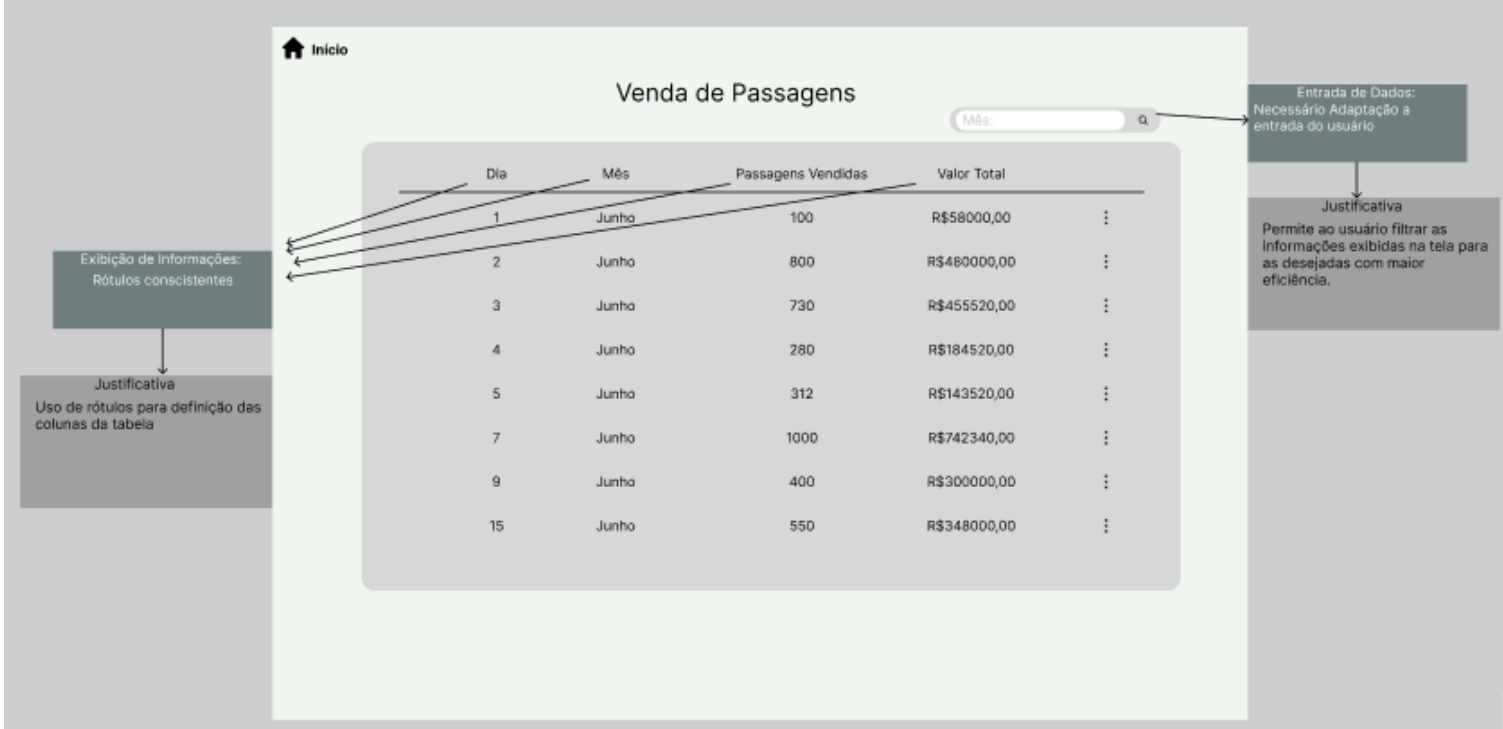 Início
Venda de Passagens
Mês:
Dia Mês Passagens Vendidas Valor Total
1 Junho 100 R$58000,00
2 Junho 800 R$480000,00
3 Junho 730 R$455520,00
4 Junho 280 R$184520,00
5 Junho 312 R$143520,00
7 Junho 1000 R$742340,00
9 Junho 400 R$300000,00
15 Junho 550 R$348000,00
Exibição de Informações:
Rótulos conscistentes
Justificativa
Uso de rótulos para definição das
colunas da tabela
Entrada de Dados:
Necessário Adaptação a
entrada do usuário
Justificativa
Permite ao usuário filtrar as
informações exibidas na tela para
as desejadas com maior
eficiência.